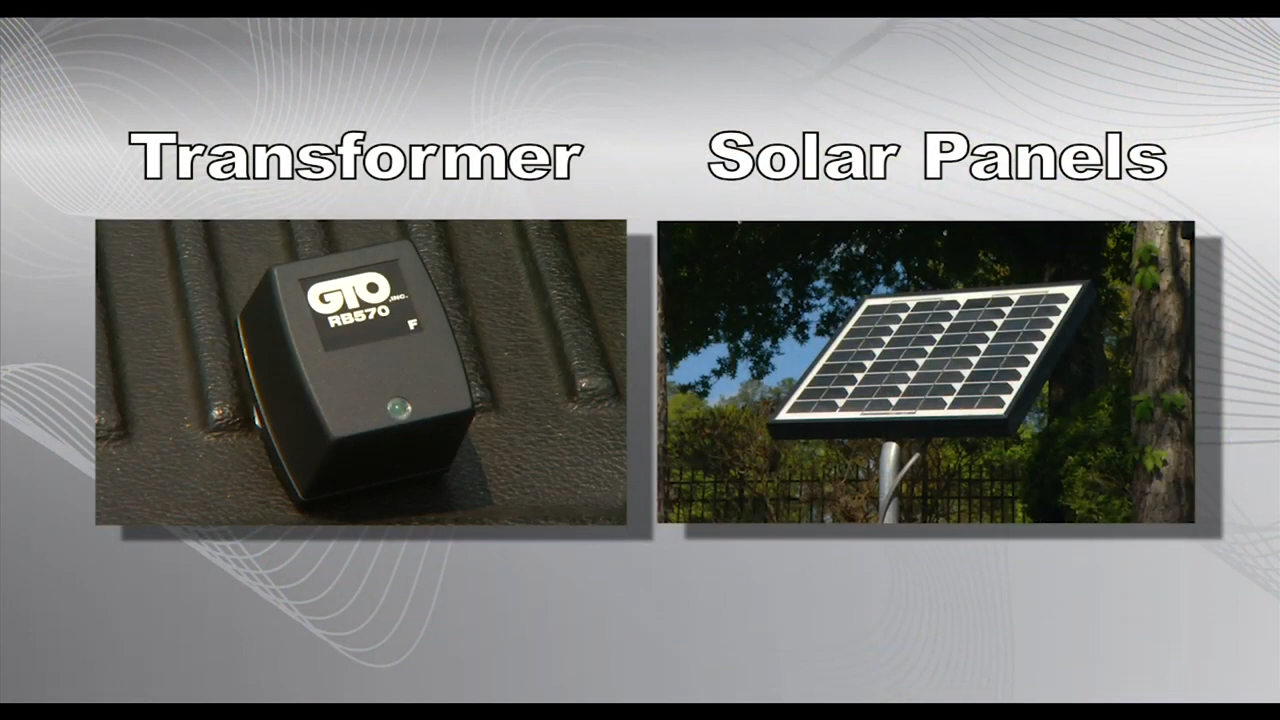 Transformer
Solar Panels
GTO INC.
RB570
F